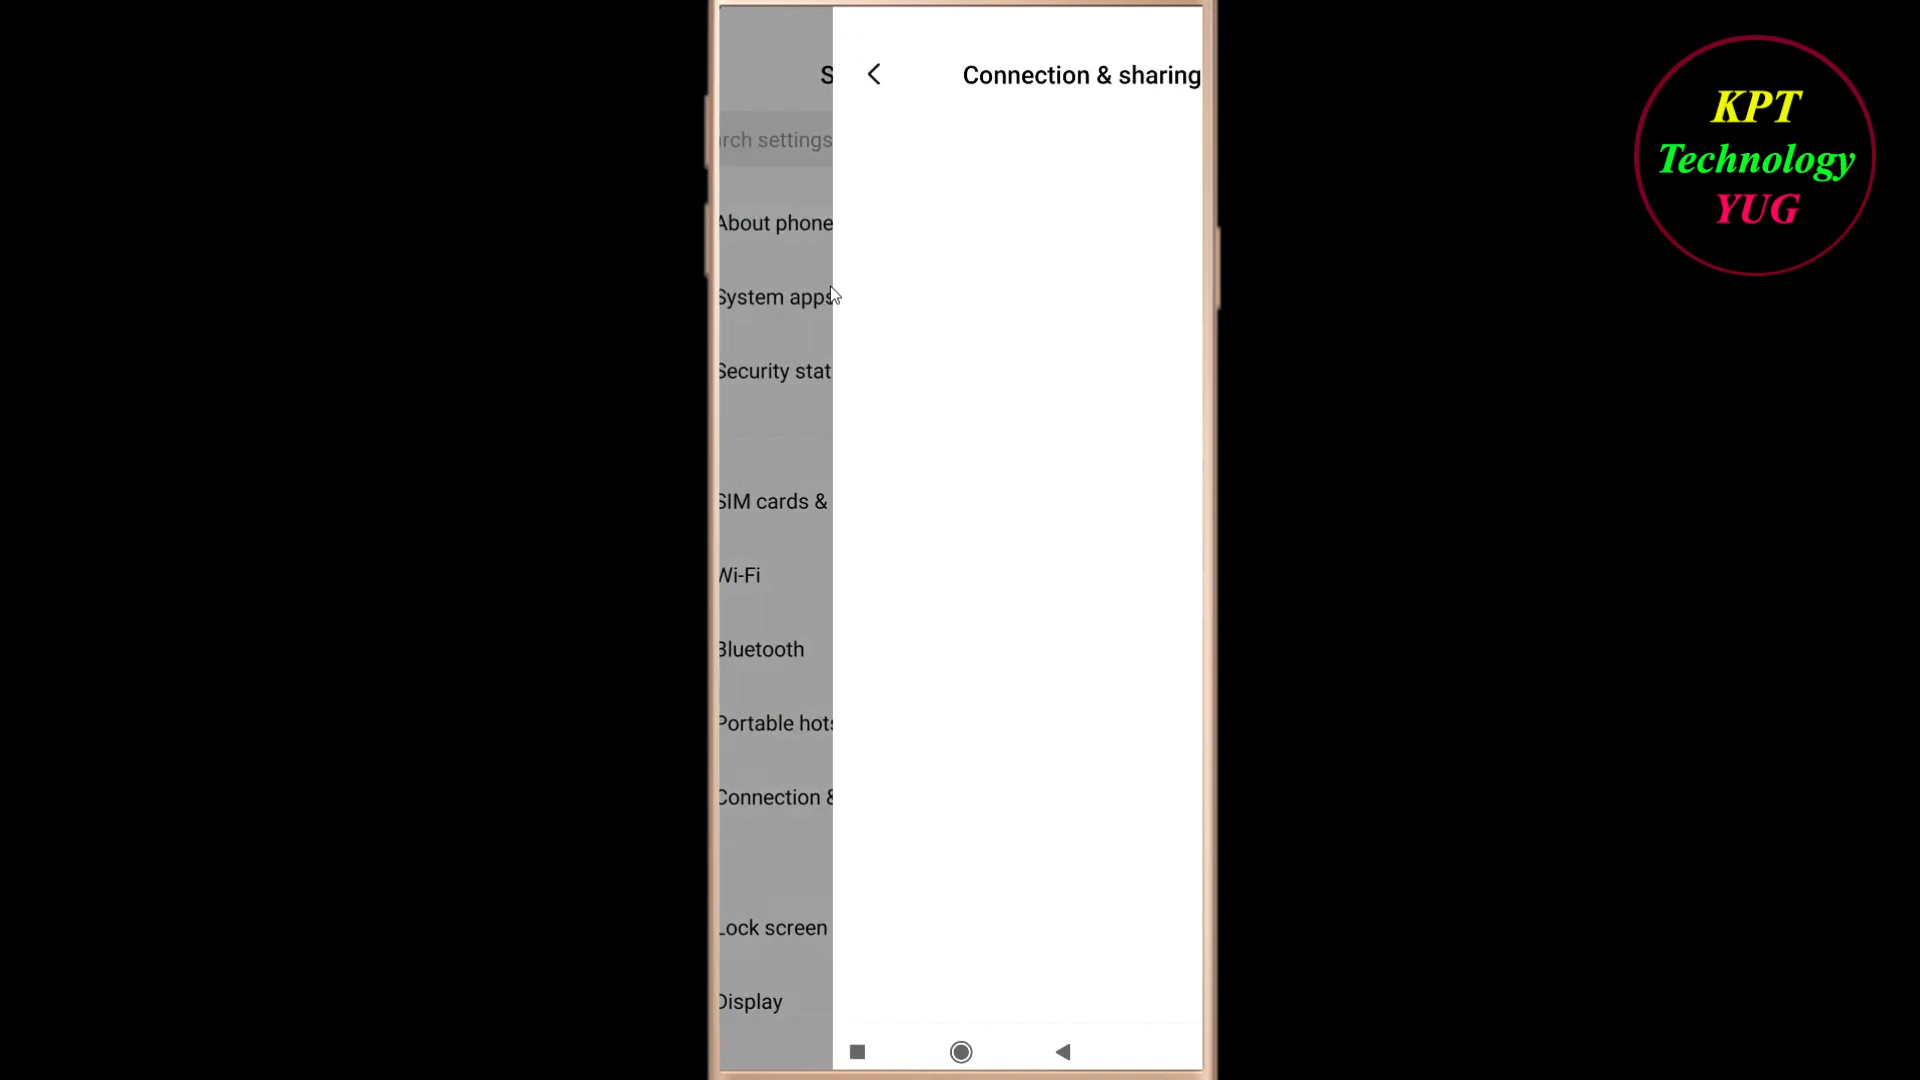 S
Connection & sharing
rch settings
About phone
System apps
Security stat
SIM cards &
Wi-Fi
Bluetooth
Portable hots
Connection &
Lock screen
Display
KPT
Technology
YUG